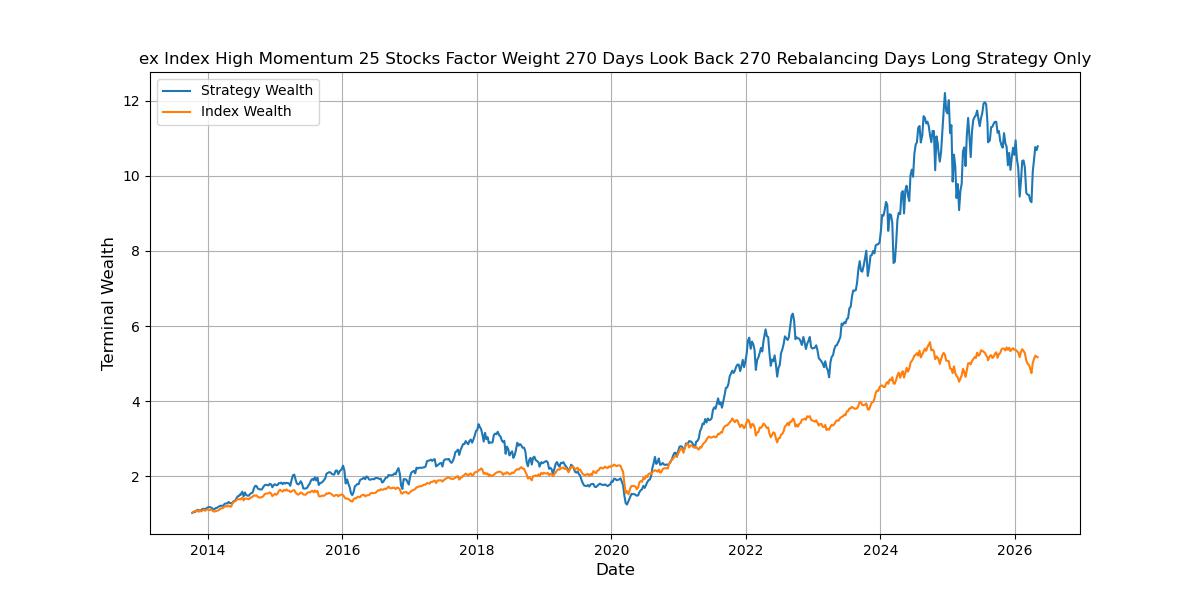 ex Index High Momentum 25 Stocks Factor Weight 270 Days Look Back 270 Rebalancing Days Long Strategy Only
Strategy Wealth
Index Wealth
12
10
8
6
4
2
Terminal Wealth
2014 2016 2018 2020 2022 2024 2026
Date